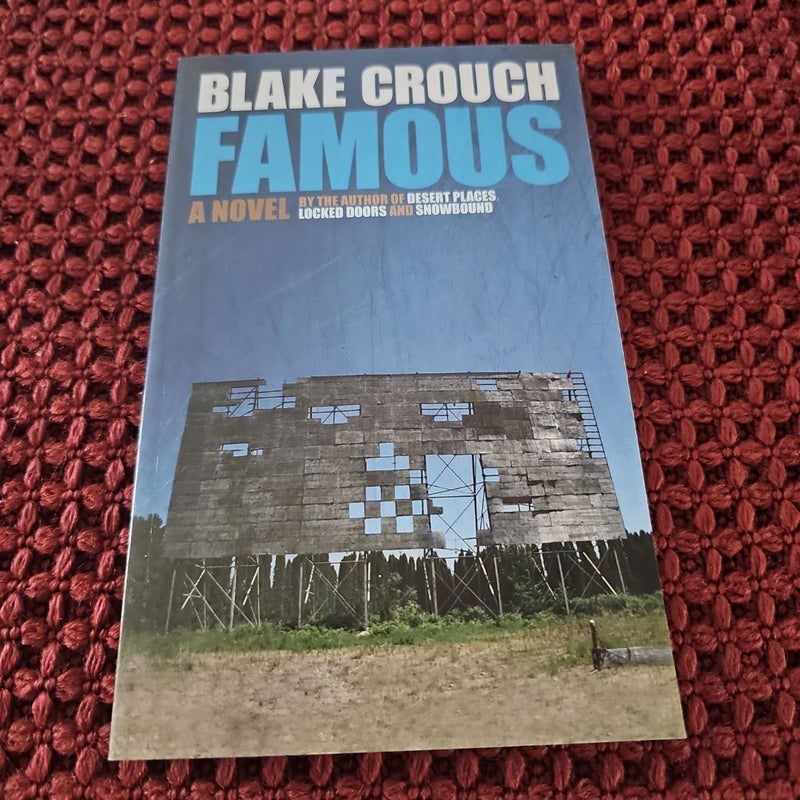 BLAKE CROUCH
FAMOUS
A NOVEL BY THE AUTHOR OF DESERT PLACES,
LOCKED DOORS AND SNOWBOUND